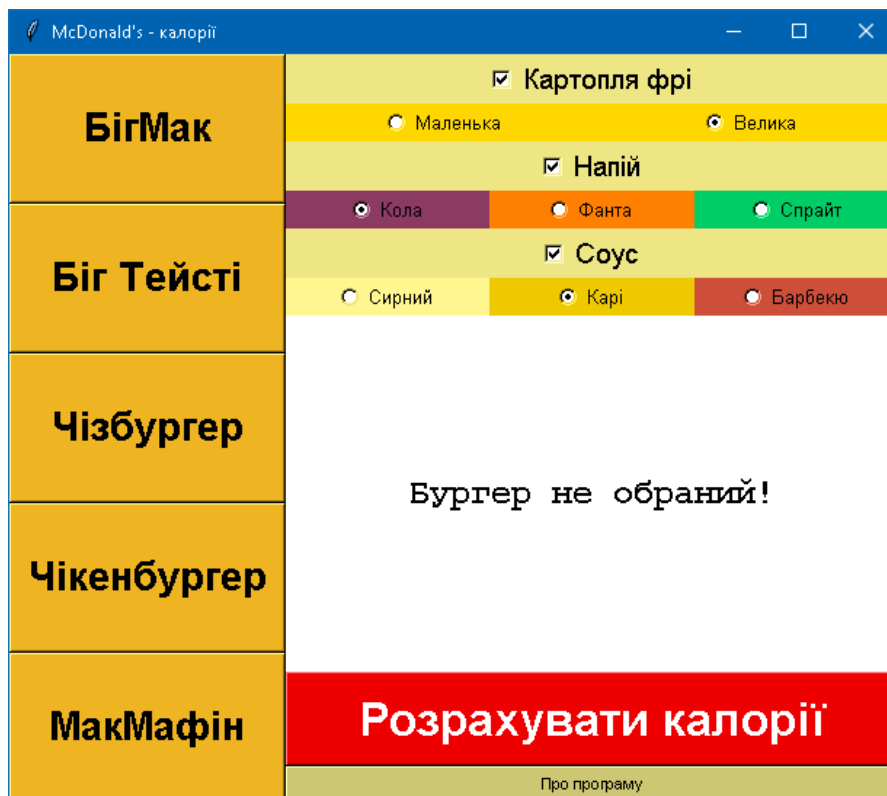 McDonald's - калорії
БігМак
Біг Тейсті
Чізбургер
Чікенбургер
МакМафін
Картопля фрі
Маленька Велика
Напій
Кола Фанта Спрайт
Соус
Сирний Карі Барбекю
Бургер не обраний!
Розрахувати калорії
Про програму